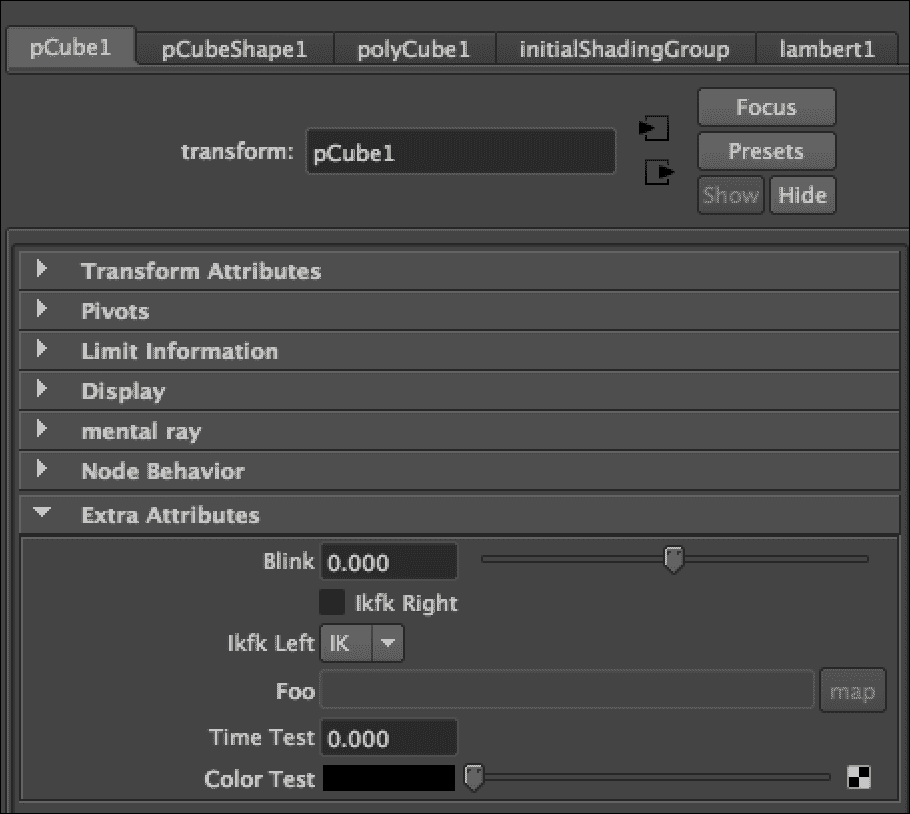 pCube1 pCubeShape1 polyCube1 initialShadingGroup lambert1
Focus
transform: pCube1
Presets
Show Hide
Transform Attributes
Pivots
Limit Information
Display
mental ray
Node Behavior
Extra Attributes
Blink 0.000
Ikfk Right
Ikfk Left IK
Foo map
Time Test 0.000
Color Test